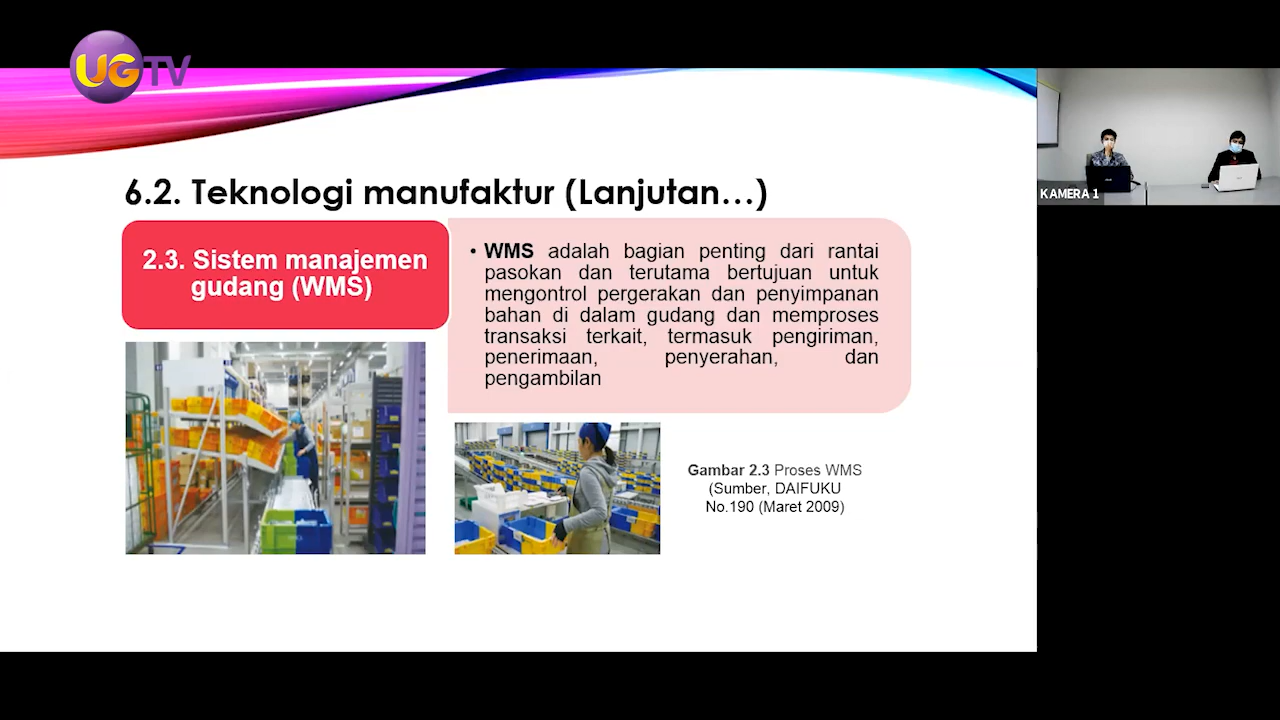 UGTV
KAMERA 1
6.2. Teknologi manufaktur (Lanjutan...)
2.3. Sistem manajemen
gudang (WMS)
• WMS adalah bagian penting dari rantai
pasokan dan terutama bertujuan untuk
mengontrol pergerakan dan penyimpanan
bahan di dalam gudang dan memproses
transaksi terkait, termasuk pengiriman,
penerimaan, penyerahan, dan
pengambilan
Gambar 2.3 Proses WMS
(Sumber, DAIFUKU
No.190 (Maret 2009)